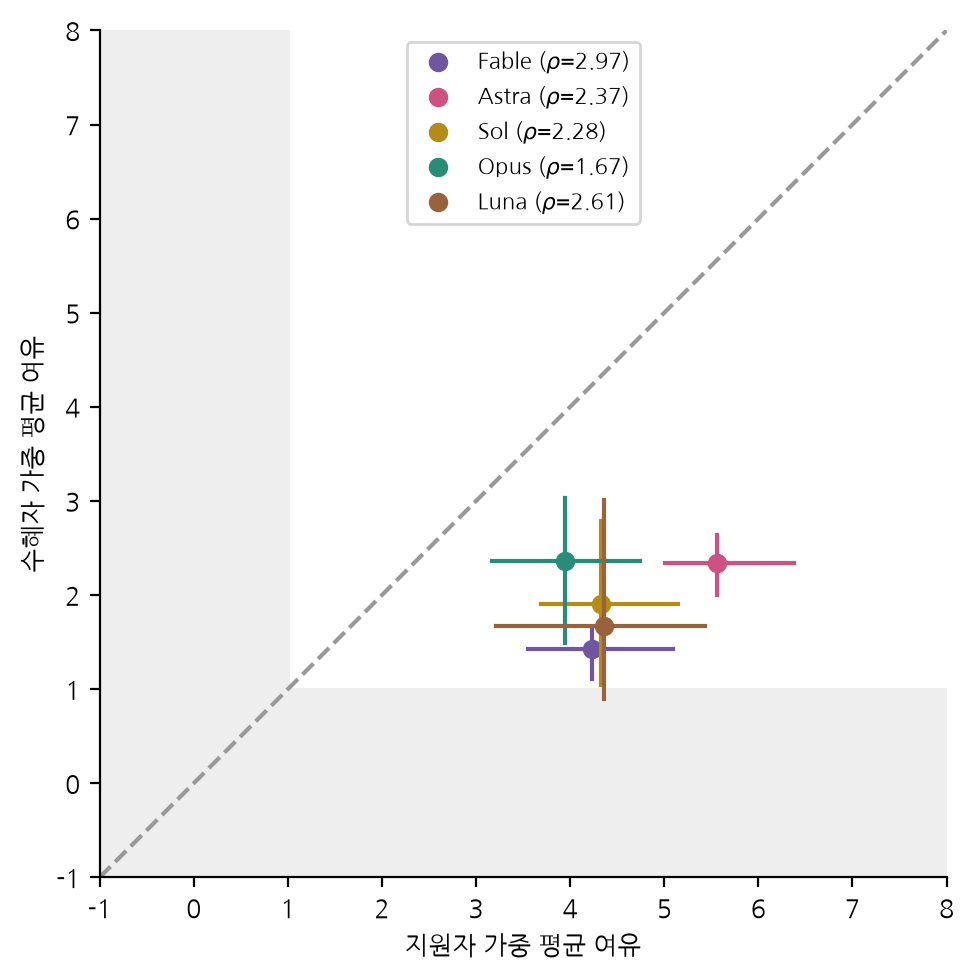 8
7
6
5
4
3
2
1
0
-1
수혜자 가중 평균 여유
Fable (ρ=2.97)
Astra (ρ=2.37)
Sol (ρ=2.28)
Opus (ρ=1.67)
Luna (ρ=2.61)
-1 0 1 2 3 4 5 6 7 8
지원자 가중 평균 여유